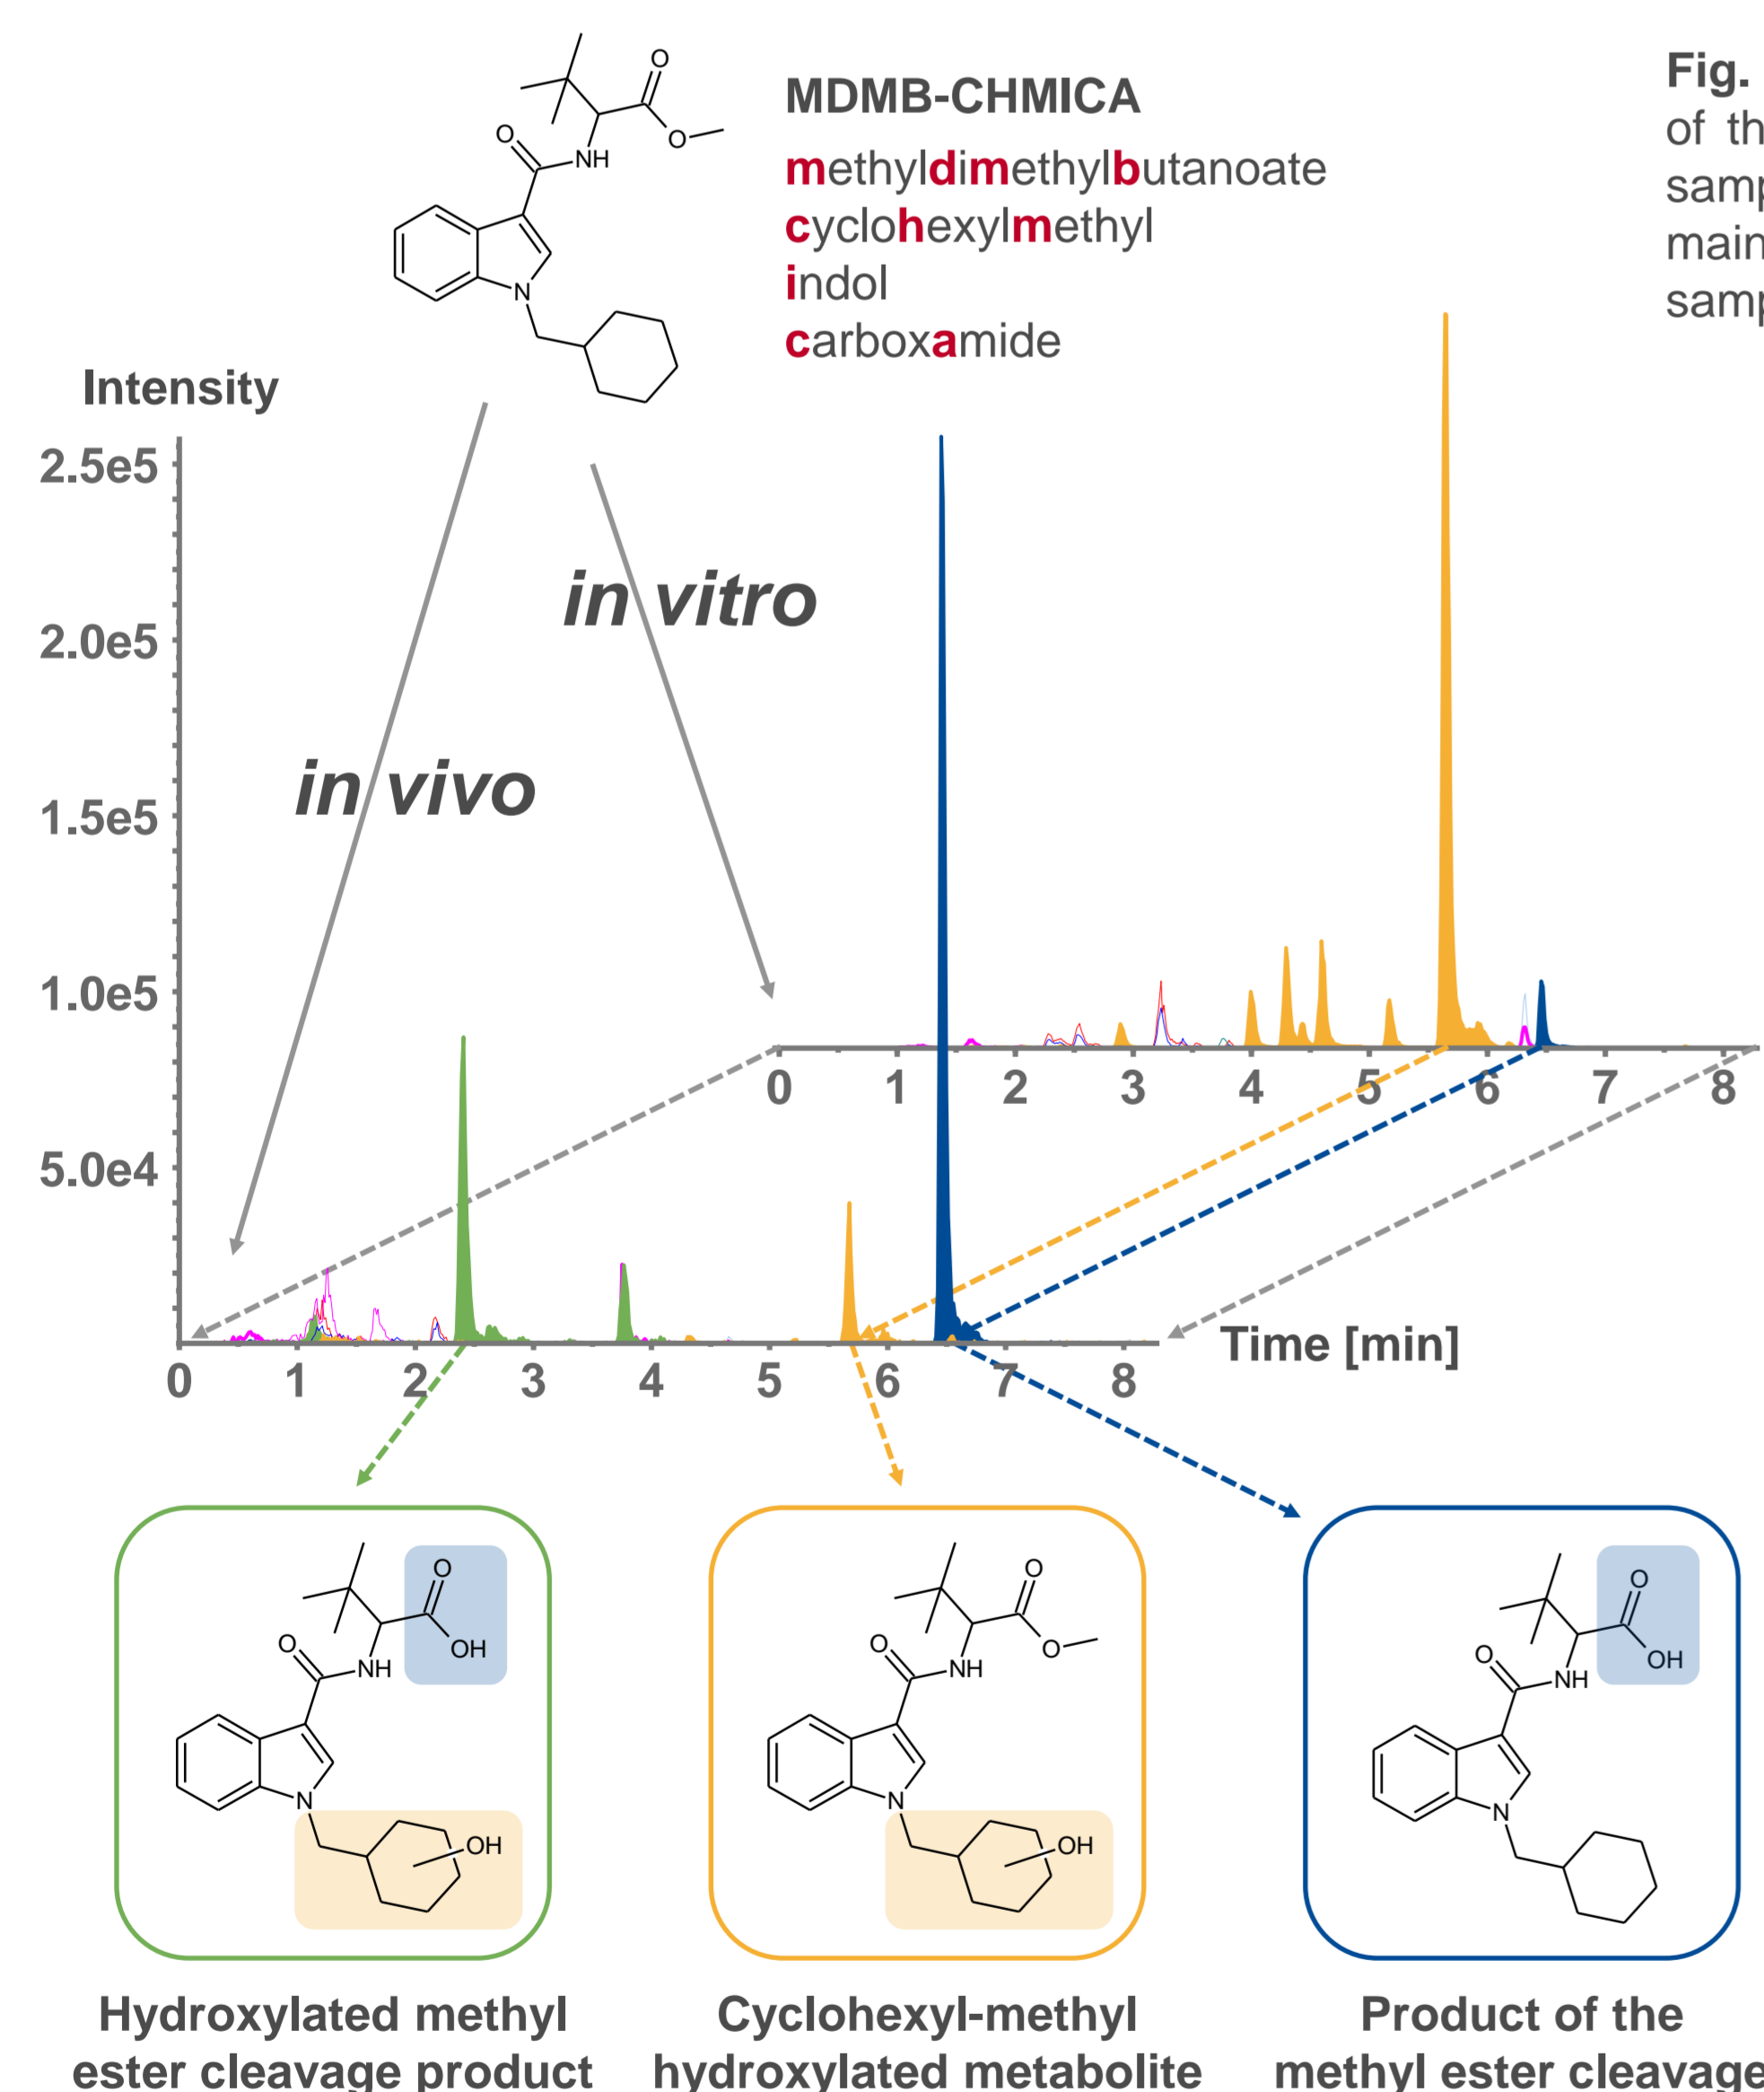 MDMB-CHMICA
methyldimethylbutanoate
cyclohexylmethyl
indol
carboxamide
Fig.
of th
samp
main
samp
O
O
O
NH
N
Intensity
2.5e5
2.0e5
1.5e5
1.0e5
5.0e4
in vitro
in vivo
0 1 2 3 4 5 6 7 8
0 1 2 3 4 5 6 7 8
Time [min]
O
OH
O
NH
N
OH
O
O
O
NH
N
OH
O
OH
O
NH
N
Hydroxylated methyl
ester cleavage product
Cyclohexyl-methyl
hydroxylated metabolite
Product of the
methyl ester cleavage